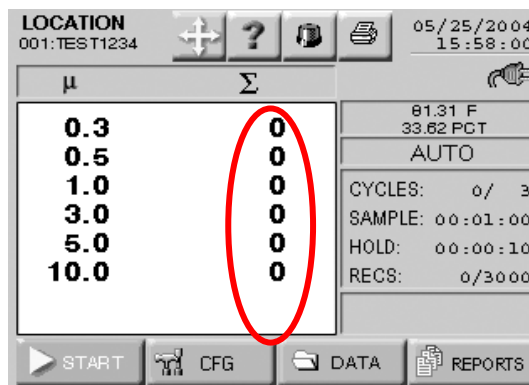 LOCATION
001:TEST1234
?
05/25/2004
15:58:00
μ Σ
0.3 0
0.5 0
1.0 0
3.0 0
5.0 0
10.0 0
81.31 F
33.62 PCT
AUTO
CYCLES: 0/ 3
SAMPLE: 00:01:00
HOLD: 00:00:10
RECS: 0/3000
START CFG DATA REPORTS